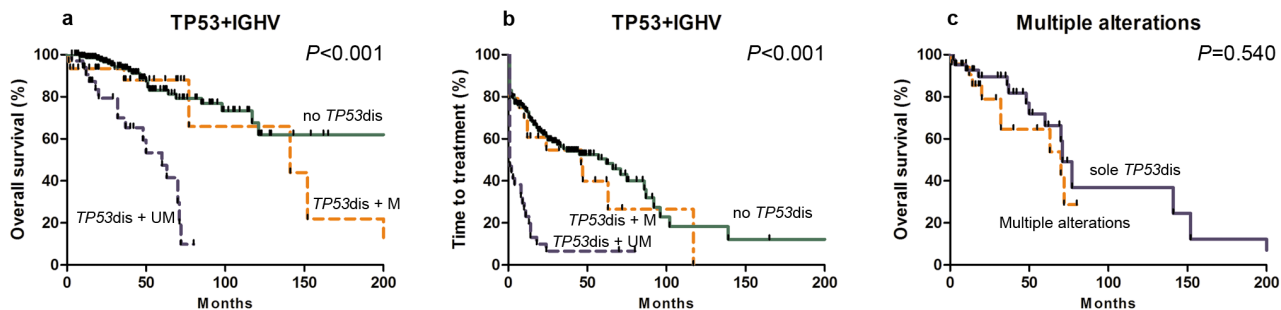 a
TP53+IGHV
P<0.001
Overall survival (%)
100
80
60
40
20
0
no TP53dis
TP53dis + M
TP53dis + UM
0
50
100
150
200
Months
b
TP53+IGHV
P<0.001
Time to treatment (%)
100
80
60
40
20
0
TP53dis + M
no TP53dis
TP53dis + UM
0
50
100
150
200
Months
c
Multiple alterations
P=0.540
Overall survival (%)
100
80
60
40
20
0
sole TP53dis
Multiple alterations
0
50
100
150
200
Months